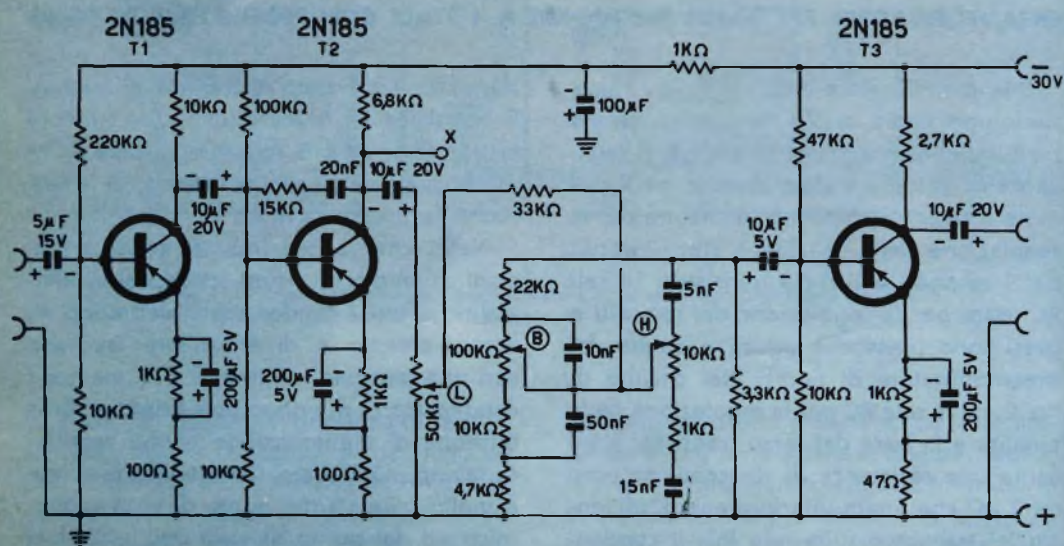 2N185
T1
2N185
T2
2N185
T3
1KΩ
30V
10KΩ
100KΩ
6,8KΩ
100μF
47KΩ
2,7KΩ
220KΩ
X
20nF
10μF 20V
10μF
20V
15KΩ
33KΩ
5μF
15V
10μF
5V
10μF 20V
22KΩ
5nF
100KΩ
B
10nF
H
10KΩ
1KΩ
200μF 5V
200μF
5V
1KΩ
50KΩ
L
10KΩ
50nF
3,3KΩ
10KΩ
1KΩ
200μF 5V
10KΩ
100Ω
10KΩ
100Ω
4,7KΩ
1KΩ
15nF
47Ω